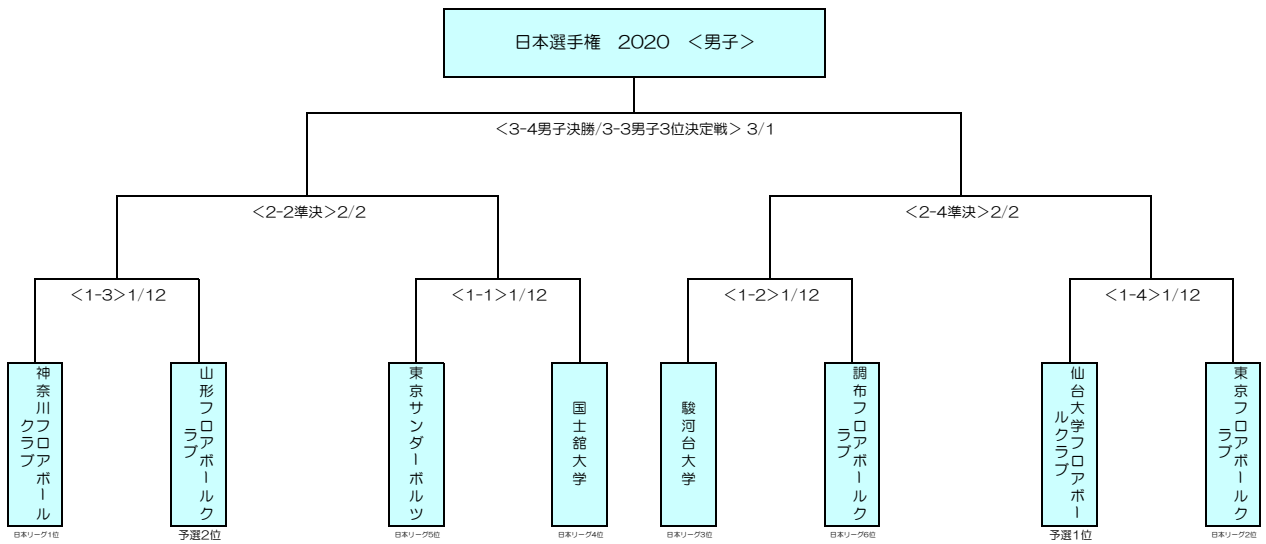 日本選手権　2020　＜男子＞
＜3-4男子決勝/3-3男子3位決定戦＞ 3/1
＜2-2準決＞2/2
＜2-4準決＞2/2
＜1-3＞1/12
＜1-1＞1/12
＜1-2＞1/12
＜1-4＞1/12
神奈川フロアボール
クラブ
山形フロアボールク
ラブ
東京サンダーボルツ
国士舘大学
駿河台大学
調布フロアボールク
ラブ
仙台大学フロアボー
ルクラブ
東京フロアボールク
ラブ
日本リーグ1位
予選2位
日本リーグ5位
日本リーグ4位
日本リーグ3位
日本リーグ6位
予選1位
日本リーグ2位